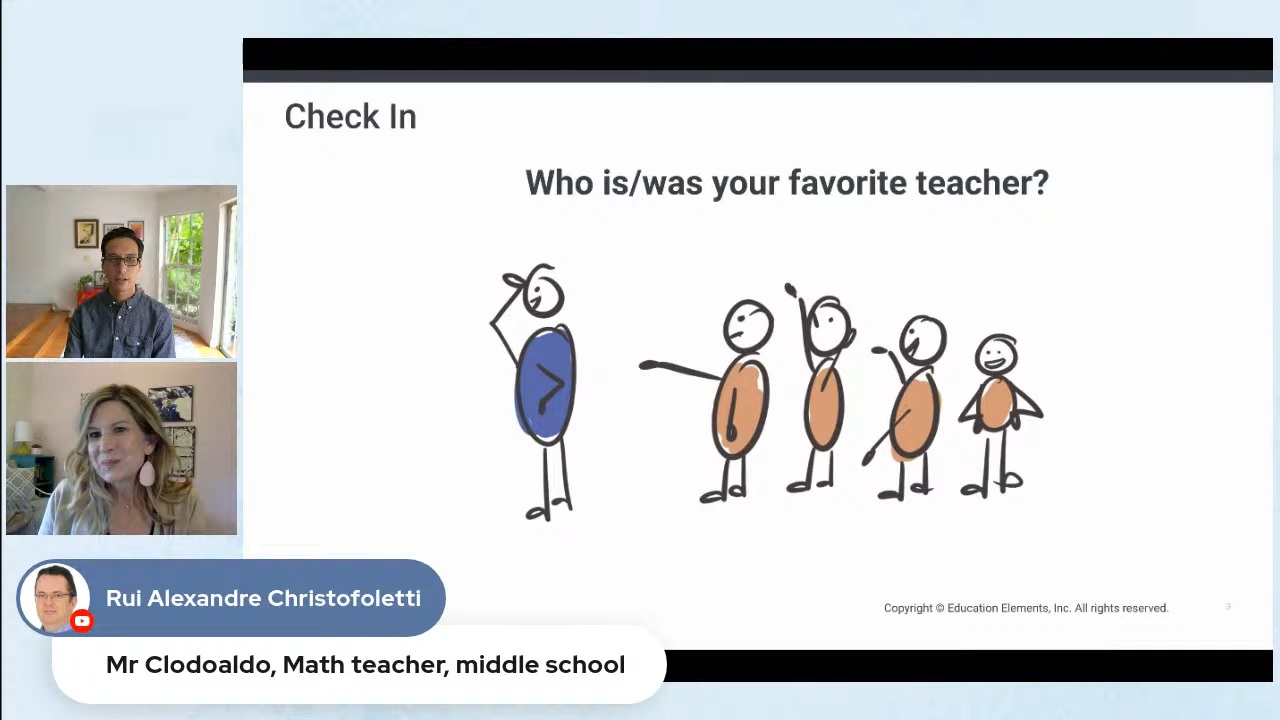 Check In
Who is/was your favorite teacher?
Rui Alexandre Christofoletti
Mr Clodoaldo, Math teacher, middle school
Copyright © Education Elements, Inc. All rights reserved.
3